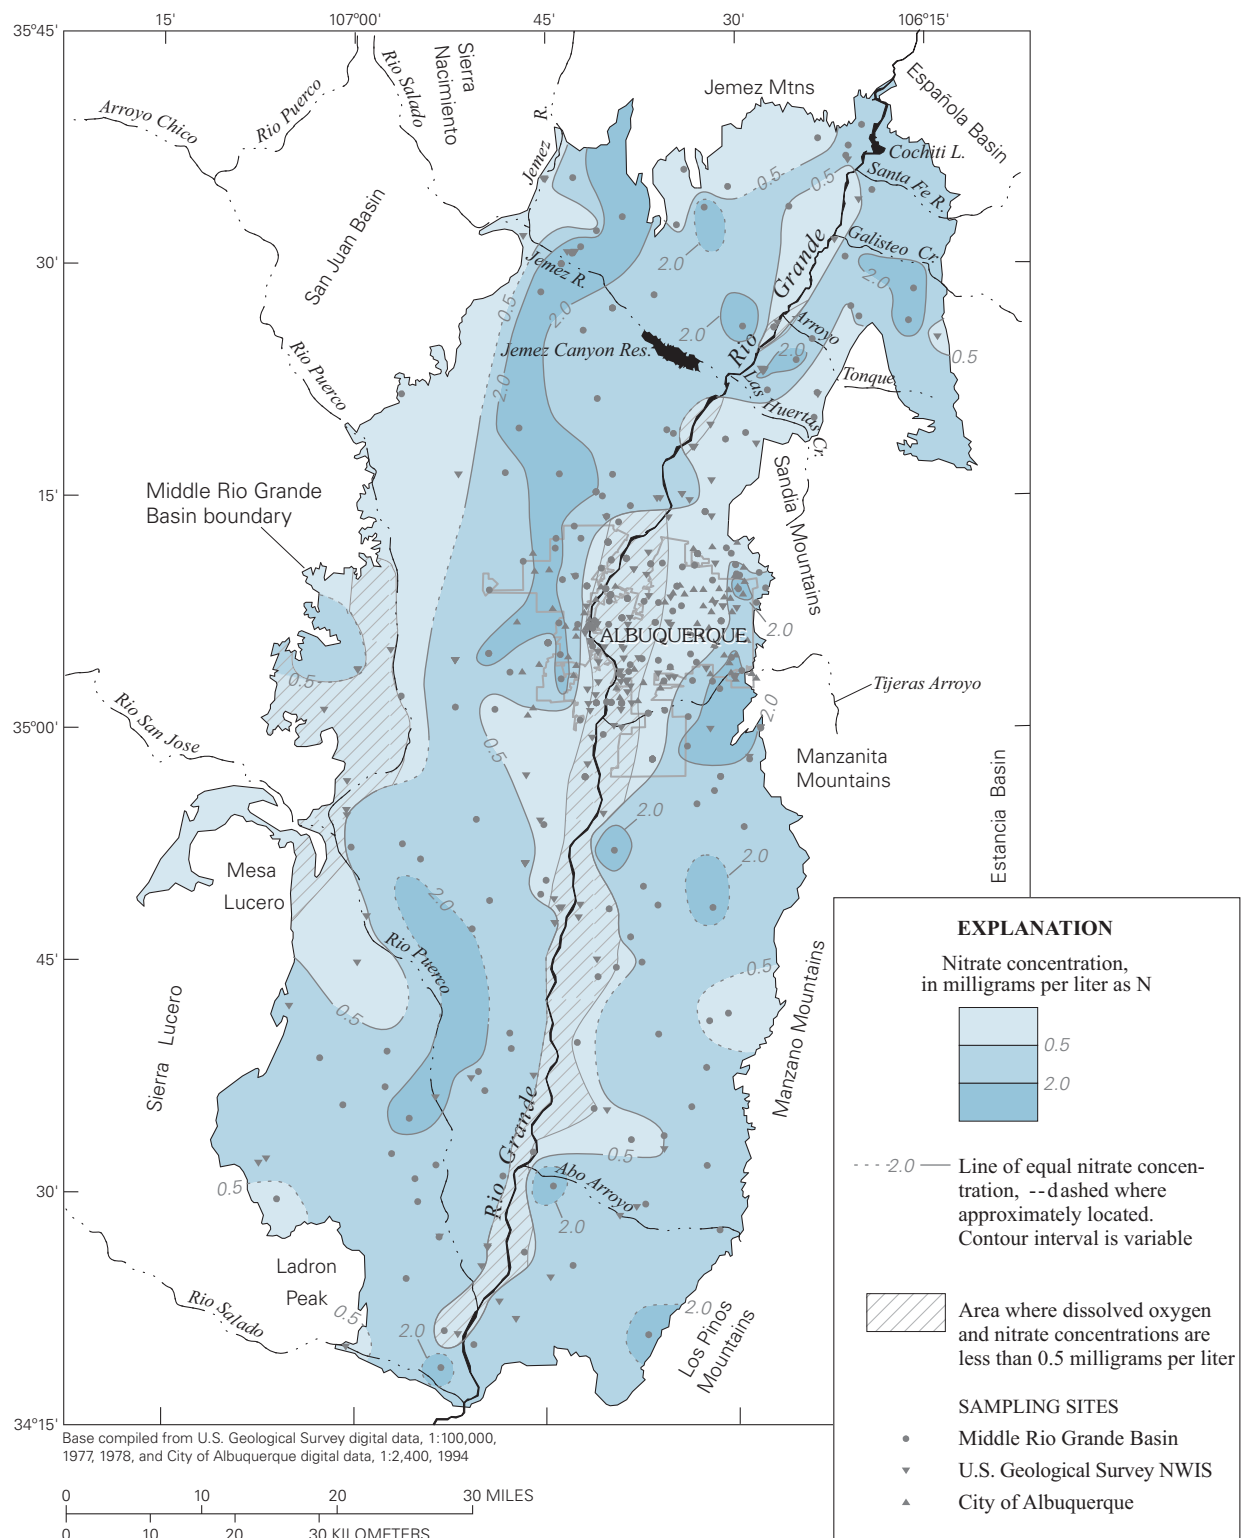 15'
107°00'
45'
30'
106°15'
35°45'
Sierra
Nacimiento
Rio Salado
Rio Puerco
Arroyo Chico
Jemez R.
Jemez Mtns
Española Basin
Cochiti L.
Santa Fe R.
0.5
0.5
San Juan Basin
Galisteo Cr.
30'
Jemez R.
2.0
2.0
0.5
2.0
Rio Grande
2.0
Arroyo
Tonque
0.5
Jemez Canyon Res.
2.0
Rio Puerco
2.0
Las Huertas Cr.
15'
Middle Rio Grande
Basin boundary
Sandia Mountains
ALBUQUERQUE
2.0
0.5
Tijeras Arroyo
Rio San Jose
2.0
35°00'
0.5
Manzanita
Mountains
Estancia Basin
2.0
2.0
Mesa
Lucero
2.0
Rio Puerco
45'
0.5
0.5
Sierra Lucero
Manzano Mountains
Rio Grande
0.5
Abo Arroyo
30'
0.5
2.0
Ladron
Peak
Rio Salado
0.5
2.0
2.0
Los Pinos
Mountains
34°15'
Base compiled from U.S. Geological Survey digital data, 1:100,000,
1977, 1978, and City of Albuquerque digital data, 1:2,400, 1994
0 10 20 30 MILES
0 10 20 30 KILOMETERS
EXPLANATION
Nitrate concentration,
in milligrams per liter as N
0.5
2.0
2.0
Line of equal nitrate concen-
tration, --dashed where
approximately located.
Contour interval is variable
Area where dissolved oxygen
and nitrate concentrations are
less than 0.5 milligrams per liter
SAMPLING SITES
Middle Rio Grande Basin
U.S. Geological Survey NWIS
City of Albuquerque